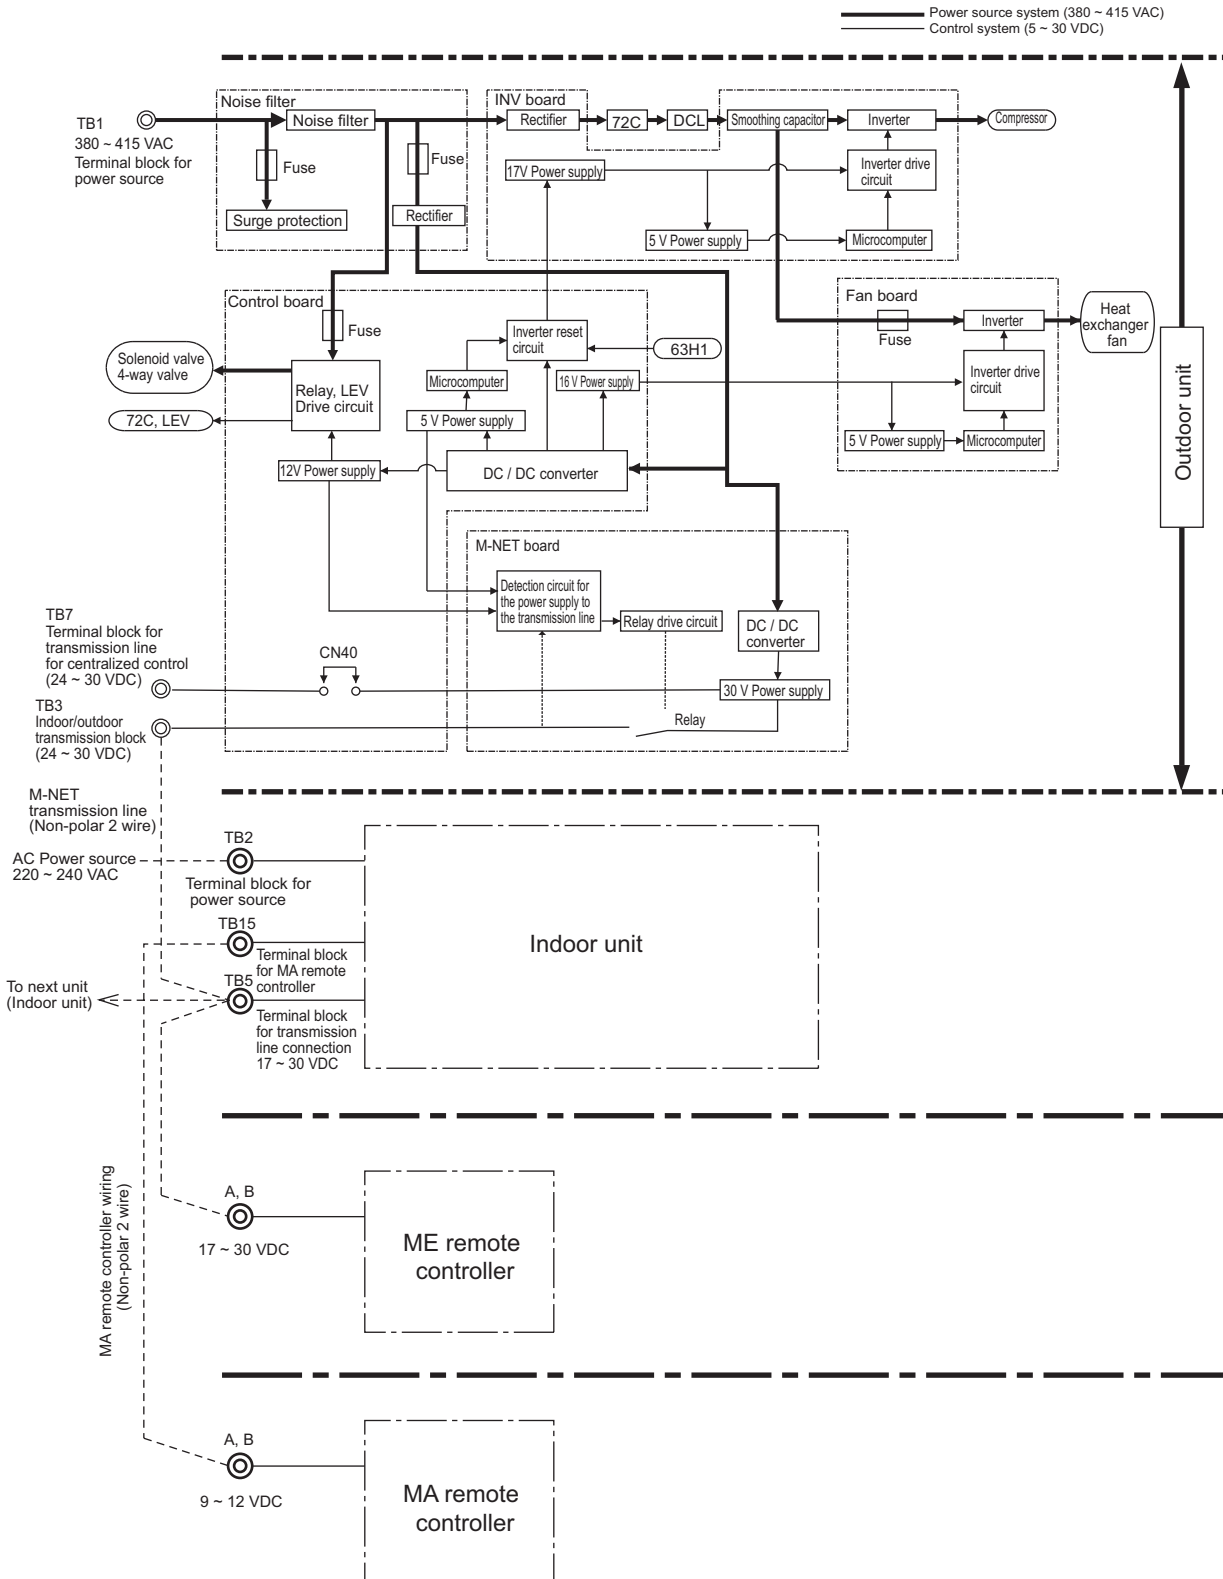 Power source system (380 ~ 415 VAC)
Control system (5 ~ 30 VDC)
Noise filter
INV board
TB1
380 ~ 415 VAC
Terminal block for
power source
Noise filter
Rectifier
72C
DCL
Smoothing capacitor
Inverter
Compressor
Fuse
Fuse
17V Power supply
Inverter drive
circuit
Surge protection
Rectifier
5 V Power supply
Microcomputer
Control board
Fan board
Fuse
Inverter reset
circuit
63H1
Fuse
Inverter
Heat
exchanger
fan
Solenoid valve
4-way valve
Relay, LEV
Drive circuit
Microcomputer
16 V Power supply
Inverter drive
circuit
72C, LEV
5 V Power supply
5 V Power supply
Microcomputer
12V Power supply
DC / DC converter
Outdoor unit
M-NET board
Detection circuit for
the power supply to
the transmission line
Relay drive circuit
DC / DC
converter
TB7
Terminal block for
transmission line
for centralized control
(24 ~ 30 VDC)
CN40
30 V Power supply
TB3
Indoor/outdoor
transmission block
(24 ~ 30 VDC)
Relay
M-NET
transmission line
(Non-polar 2 wire)
AC Power source
220 ~ 240 VAC
TB2
Terminal block for
power source
TB15
Terminal block
for MA remote
controller
Indoor unit
To next unit
(Indoor unit)
TB5
Terminal block
for transmission
line connection
17 ~ 30 VDC
MA remote controller wiring
(Non-polar 2 wire)
A, B
17 ~ 30 VDC
ME remote
controller
A, B
9 ~ 12 VDC
MA remote
controller